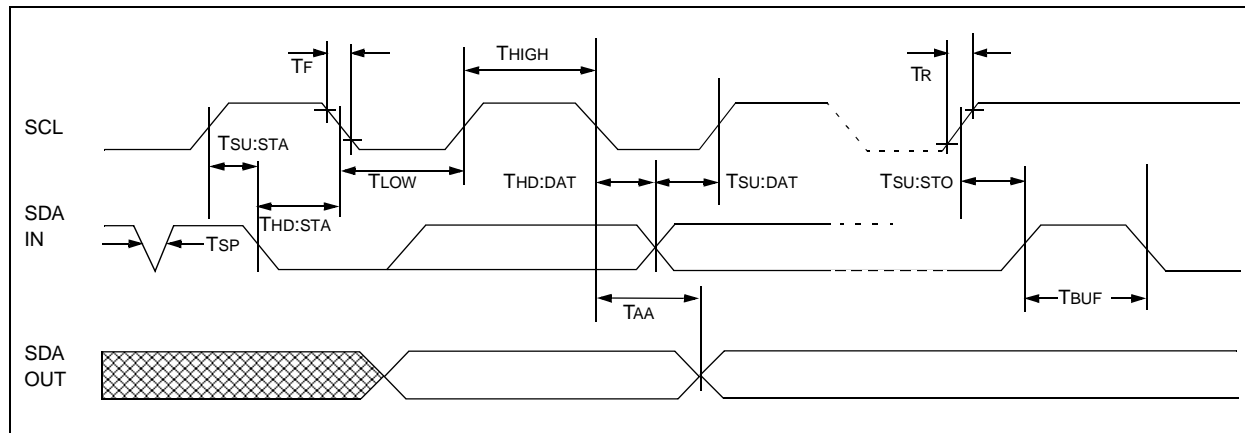 TF
THIGH
TR
SCL
TSU:STA
TLOW
THD:DAT
TSU:DAT
TSU:STO
SDA
IN
TSP
THD:STA
TAA
TBUF
SDA
OUT